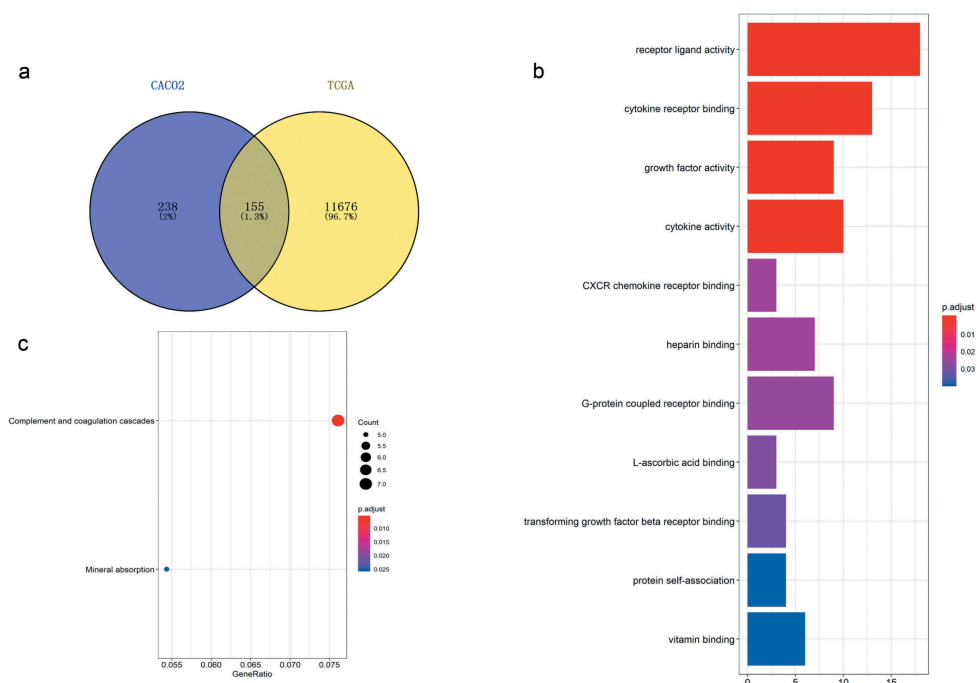 a
CACO2
TCGA
238
(2%)
155
(1.3%)
11676
(96.7%)
b
receptor ligand activity
cytokine receptor binding
growth factor activity
cytokine activity
CXCR chemokine receptor binding
heparin binding
G-protein coupled receptor binding
L-ascorbic acid binding
transforming growth factor beta receptor binding
protein self-association
vitamin binding
0 5 10 15
p.adjust
0.01
0.02
0.03
c
Complement and coagulation cascades
Mineral absorption
0.055 0.060 0.065 0.070 0.075
GeneRatio
Count
5.0
5.5
6.0
6.5
7.0
p.adjust
0.010
0.015
0.020
0.025